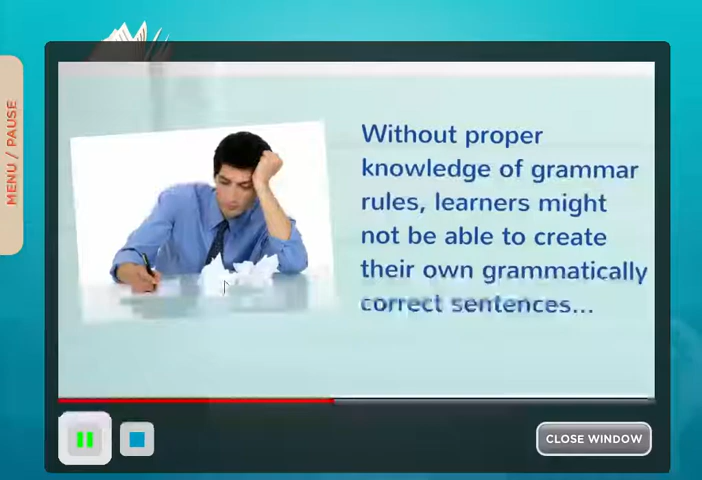 MENU / PAUSE
Without proper
knowledge of grammar
rules, learners might
not be able to create
their own grammatically
correct sentences...
CLOSE WINDOW